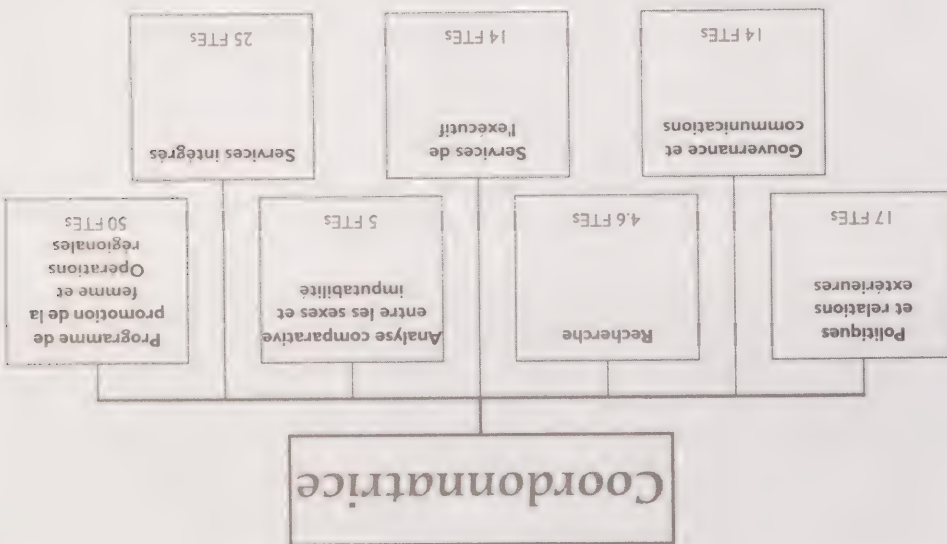 Coordonnatrice
Politiques
et relations
extérieures
17 FTEs
Recherche
4.6 FTEs
Analyse comparative
entre les sexes et
imputabilité
5 FTEs
Programme de
promotion de la
femme et
Opérations
régionales
50 FTEs
Gouvernance et
communications
14 FTEs
Services de
l'exécutif
14 FTEs
Services intégrés
25 FTEs